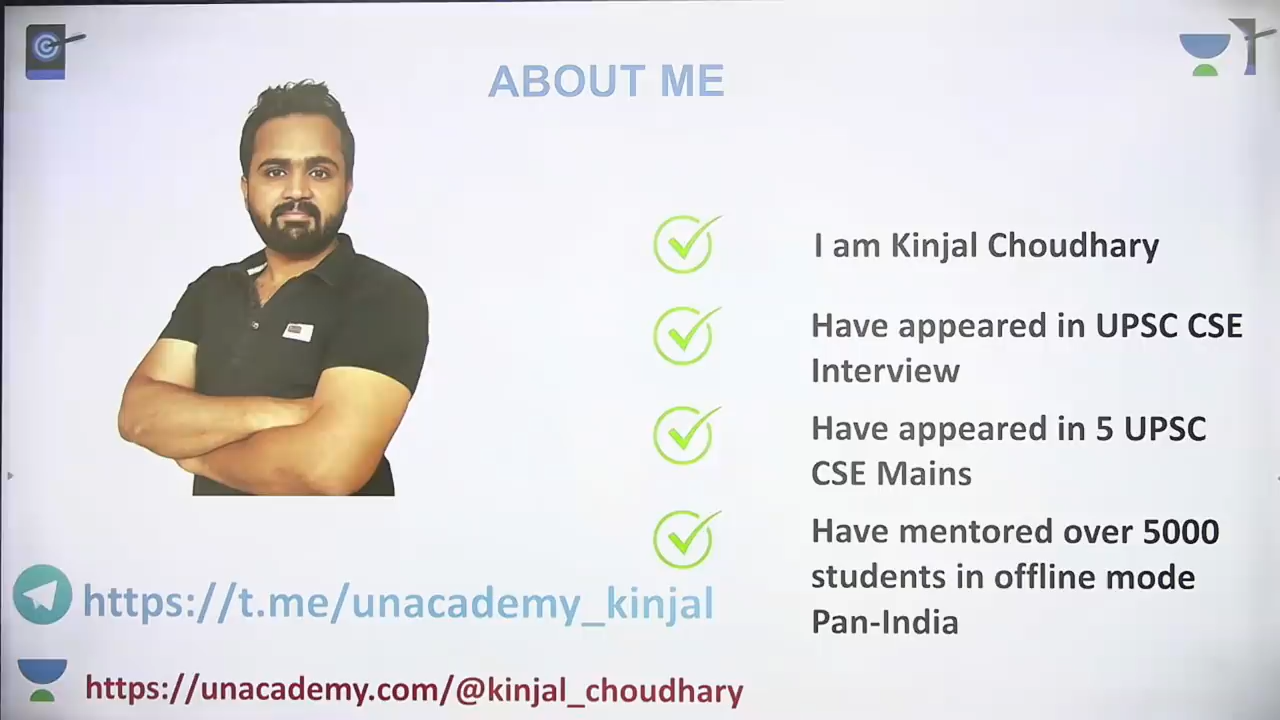 ABOUT ME
I am Kinjal Choudhary
Have appeared in UPSC CSE
Interview
Have appeared in 5 UPSC
CSE Mains
Have mentored over 5000
students in offline mode
Pan-India
https://t.me/unacademy_kinjal
https://unacademy.com/@kinjal_choudhary